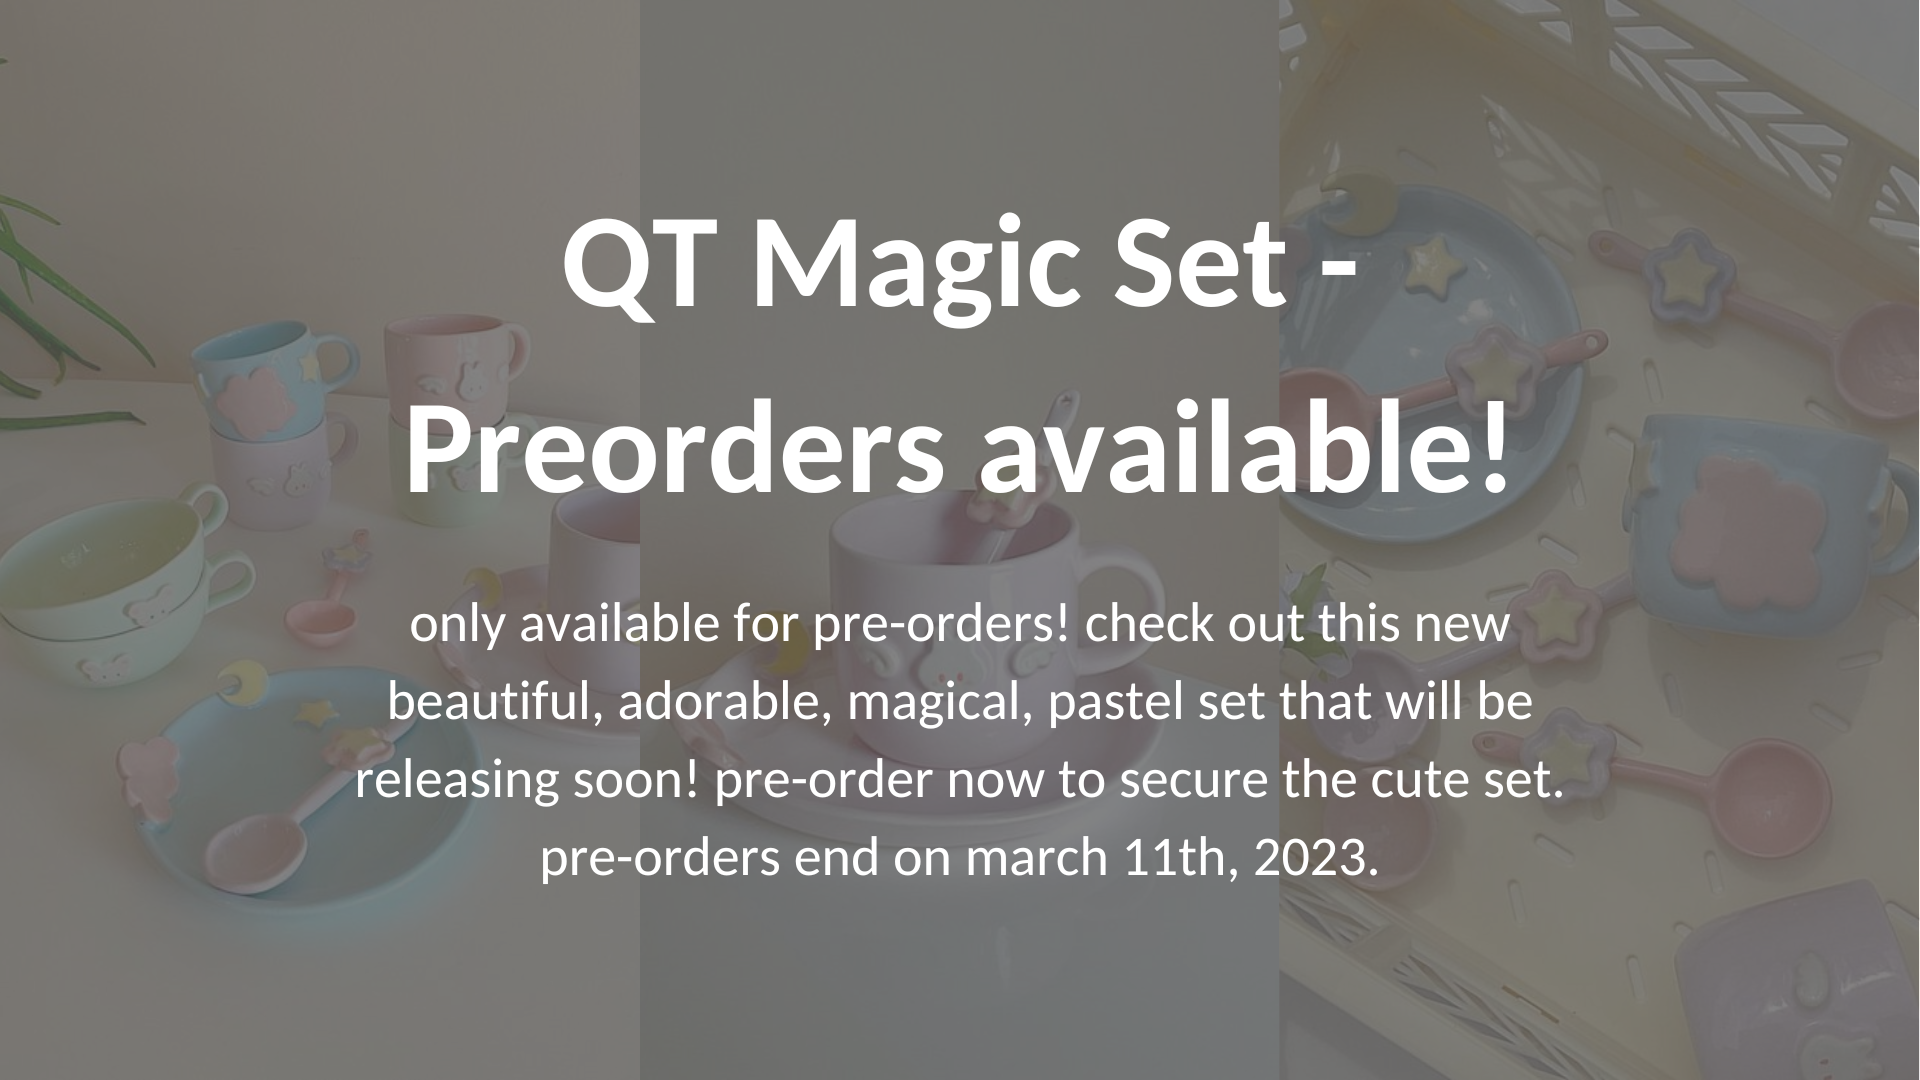 QT Magic Set -
Preorders available!
only available for pre-orders! check out this new
beautiful, adorable, magical, pastel set that will be
releasing soon! pre-order now to secure the cute set.
pre-orders end on march 11th, 2023.